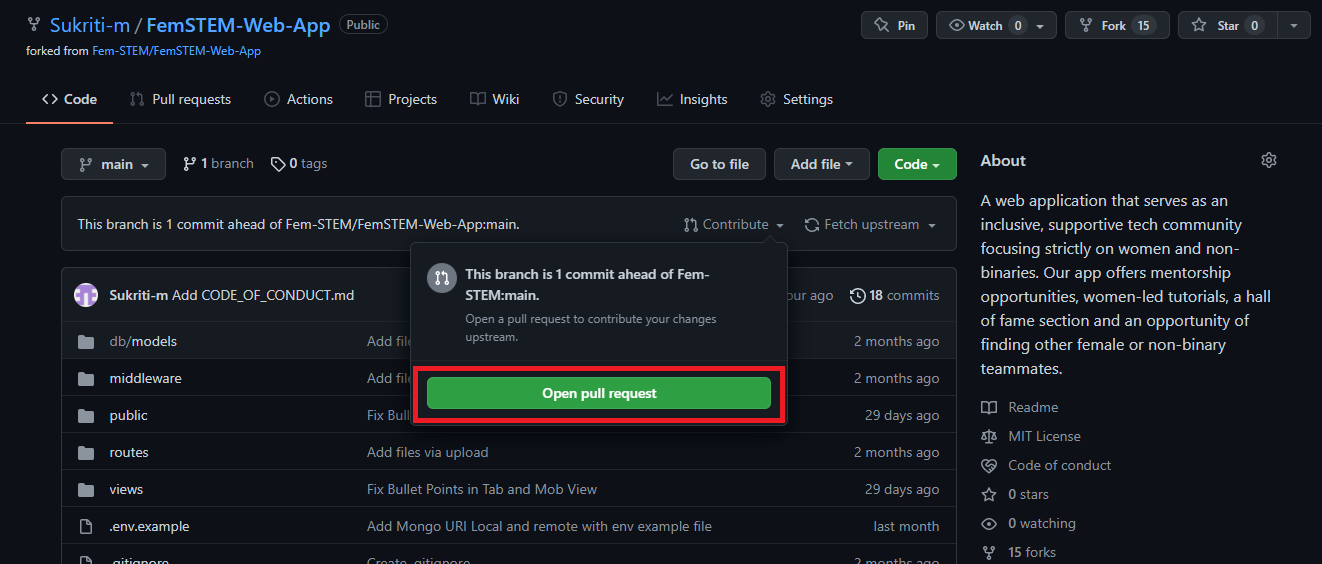 Sukriti-m / FemSTEM-Web-App Public
Pin Watch 0 Fork 15 Star 0
forked from Fem-STEM/FemSTEM-Web-App
Code Pull requests Actions Projects Wiki Security Insights Settings
main 1 branch 0 tags Go to file Add file Code
This branch is 1 commit ahead of Fem-STEM/FemSTEM-Web-App:main. Contribute Fetch upstream
This branch is 1 commit ahead of Fem-
STEM:main.
Open a pull request to contribute your changes
upstream.
Open pull request
Sukriti-m Add CODE_OF_CONDUCT.md ago 18 commits
db/models Add 2 months ago
middleware Add 2 months ago
public Fix 29 days ago
routes Add files via upload 2 months ago
views Fix Bullet Points in Tab and Mob View 29 days ago
.env.example Add Mongo URI Local and remote with env example file last month
.gitignore Create .gitignore 2 months ago
About
A web application that serves as an
inclusive, supportive tech community
focusing strictly on women and non-
binaries. Our app offers mentorship
opportunities, women-led tutorials, a hall
of fame section and an opportunity of
finding other female or non-binary
teammates.
Readme
MIT License
Code of conduct
0 stars
0 watching
15 forks